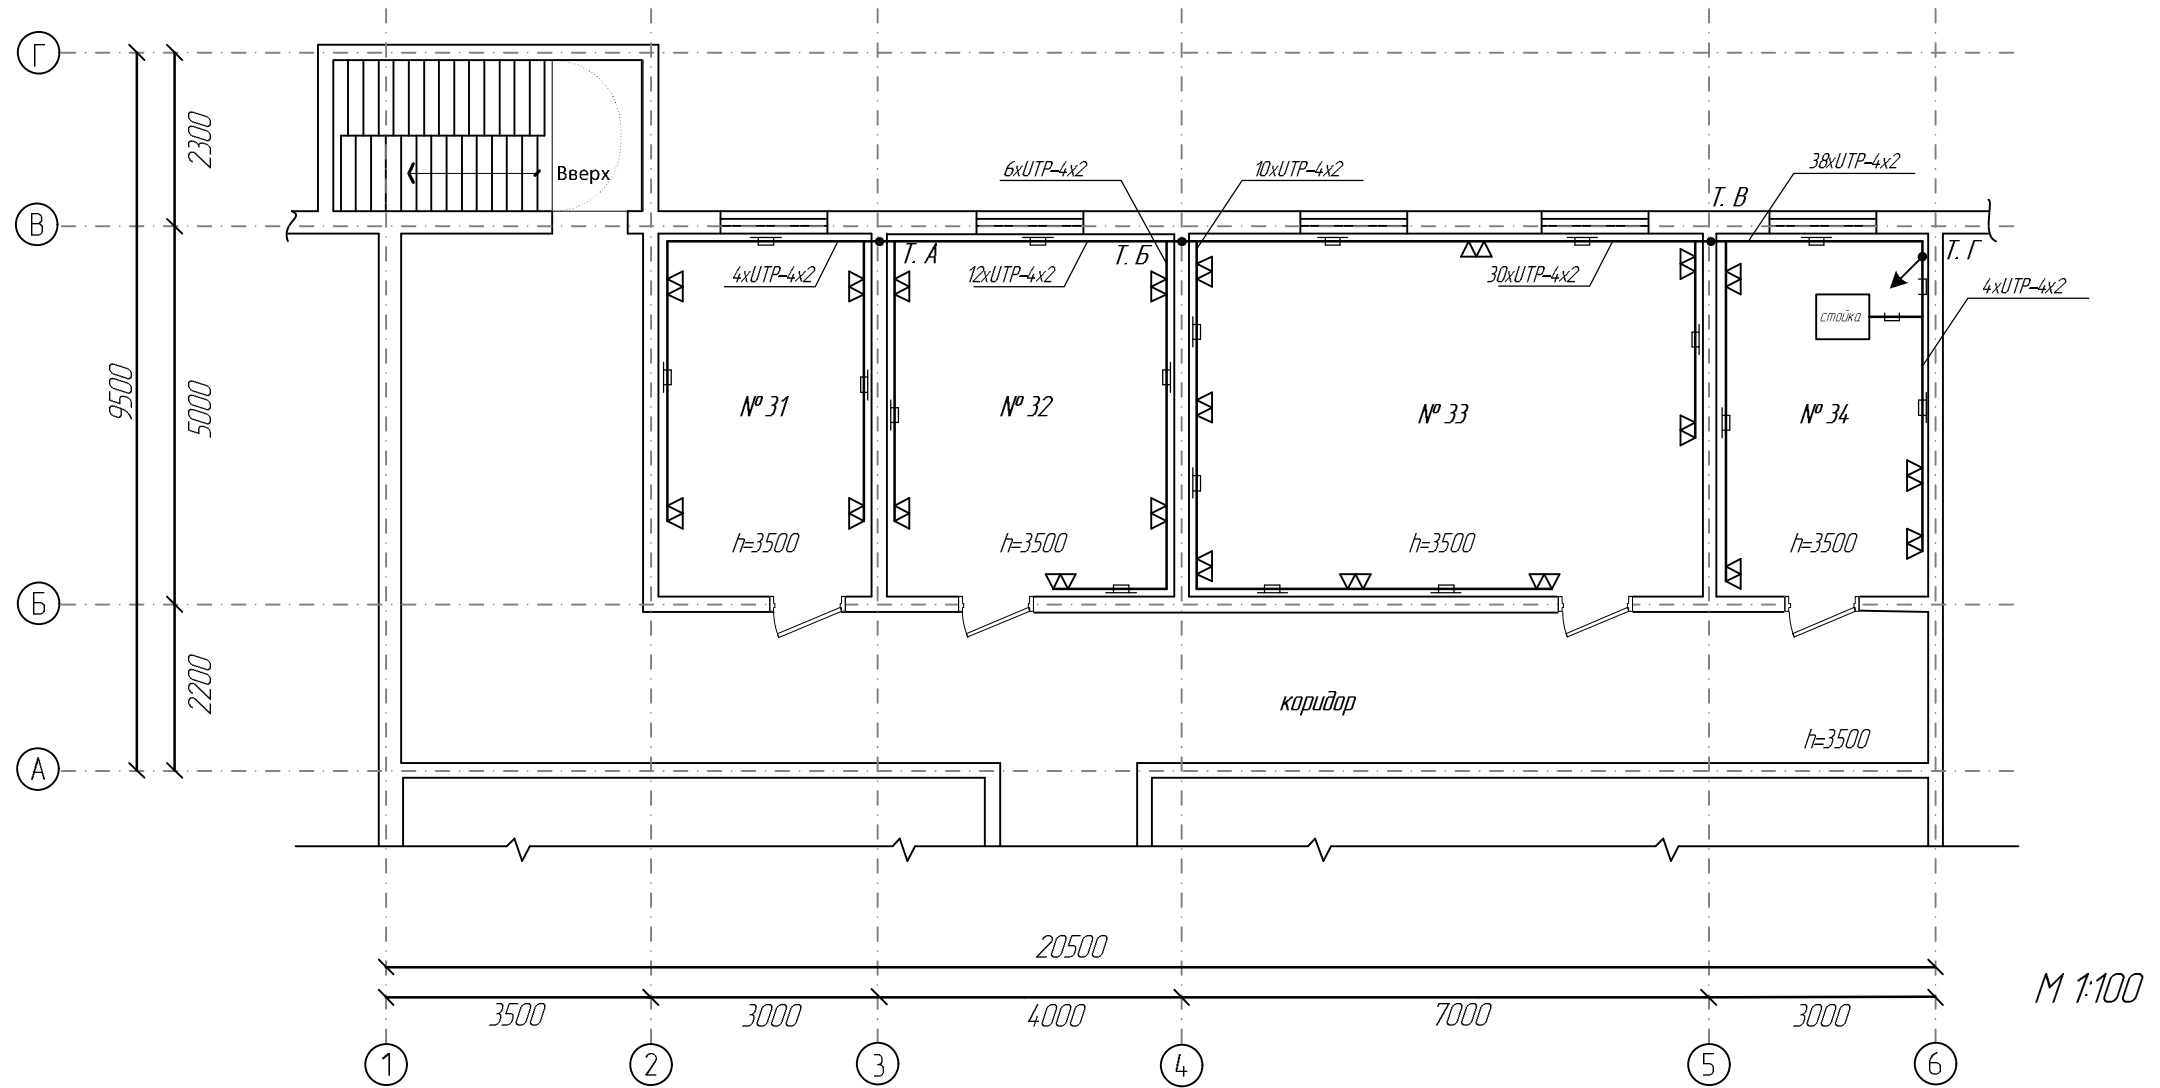 Г
2300
Вверх
6xUTP-4x2
10xUTP-4x2
38xUTP-4x2
Т. В
В
Т. А
Т. Б
Т. Г
4xUTP-4x2
12xUTP-4x2
30xUTP-4x2
4xUTP-4x2
стойка
9500
5000
№ 31
№ 32
№ 33
№ 34
h=3500
h=3500
h=3500
h=3500
Б
2200
коридор
h=3500
А
20500
М 1:100
3500
3000
4000
7000
3000
1
2
3
4
5
6